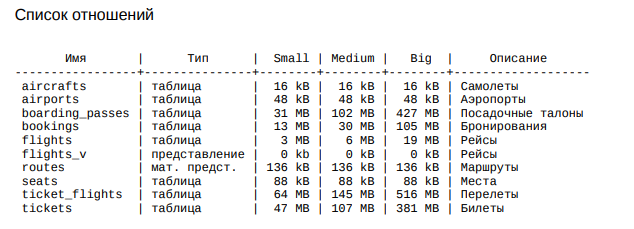 Список отношений
Имя | Тип | Small | Medium | Big | Описание
-----------------+---------------+--------+--------+--------+-------------------
aircrafts | таблица | 16 kB | 16 kB | 16 kB | Самолеты
airports | таблица | 48 kB | 48 kB | 48 kB | Аэропорты
boarding_passes | таблица | 31 MB | 102 MB | 427 MB | Посадочные талоны
bookings | таблица | 13 MB | 30 MB | 105 MB | Бронирования
flights | таблица | 3 MB | 6 MB | 19 MB | Рейсы
flights_v | представление | 0 kb | 0 kb | 0 kB | Рейсы
routes | мат. предст. | 136 kB | 136 kB | 136 kB | Маршруты
seats | таблица | 88 kB | 88 kB | 88 kB | Места
ticket_flights | таблица | 64 MB | 145 MB | 516 MB | Перелеты
tickets | таблица | 47 MB | 107 MB | 381 MB | Билеты